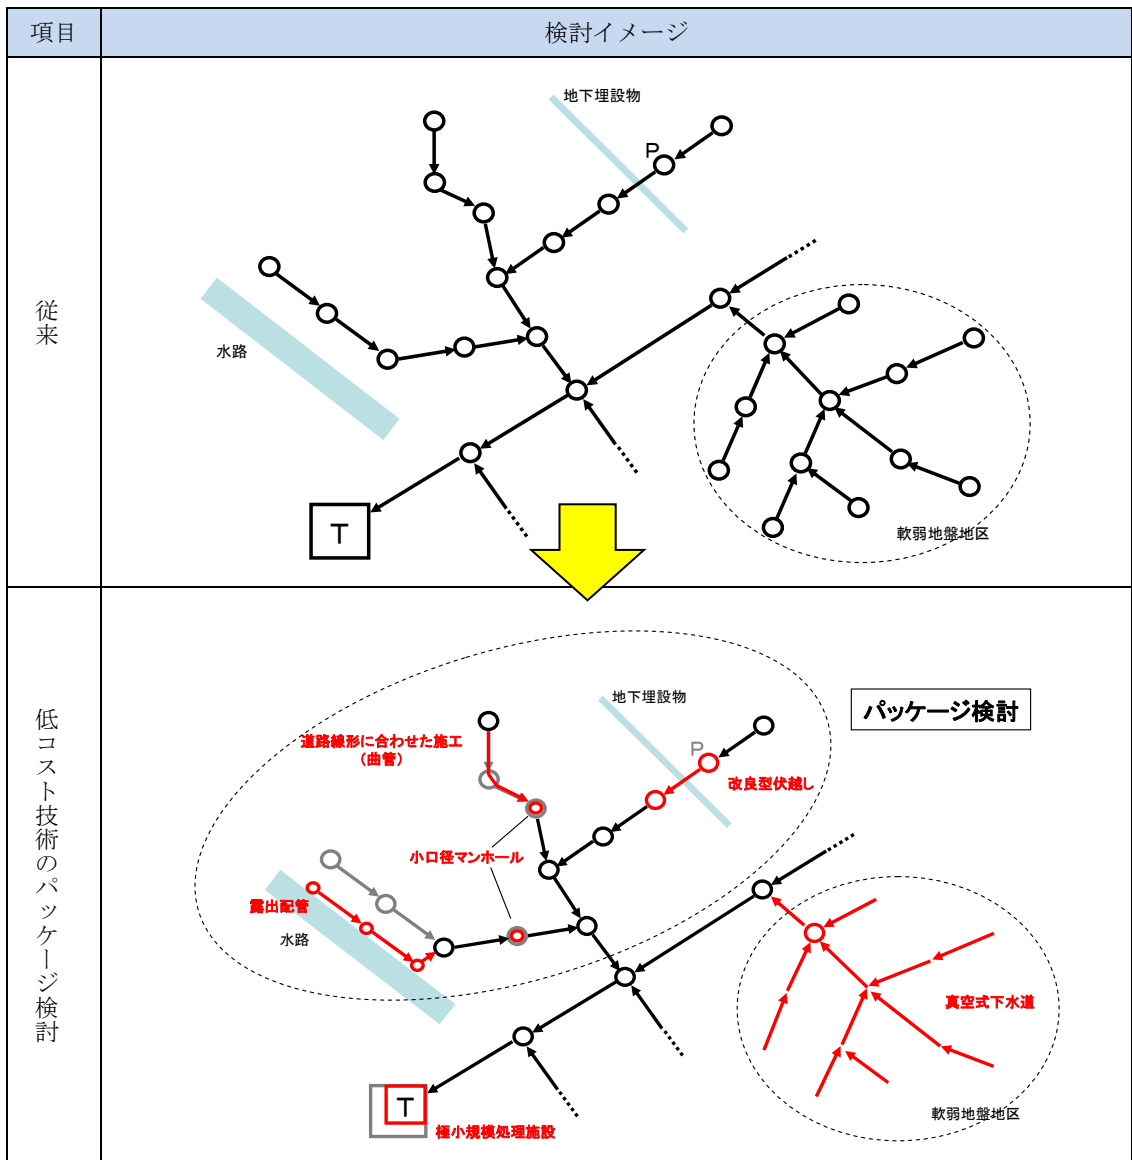 項目
検討イメージ
従来
地下埋設物
P
水路
T
軟弱地盤地区
低コスト技術のパッケージ検討
パッケージ検討
地下埋設物
道路線形に合わせた施工
（曲管）
P
改良型伏越し
小口径マンホール
露出配管
水路
真空式下水道
T
極小規模処理施設
軟弱地盤地区